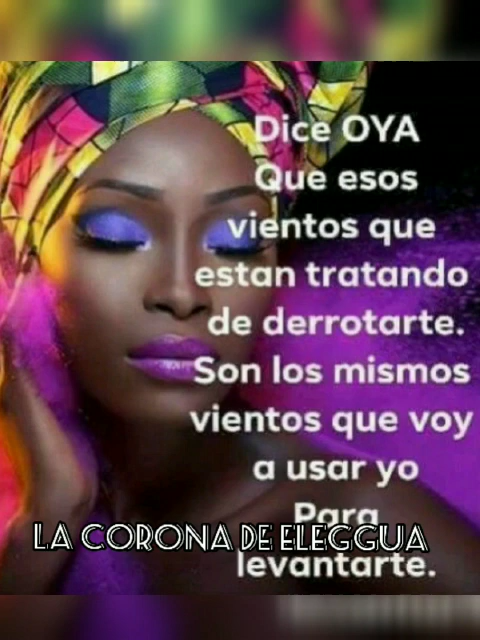 Dice OYA
Que esos
vientos que
estan tratando
de derrotarte.
Son los mismos
vientos que voy
a usar yo
Para
LA CORONA DE ELEGGUA
levantarte.